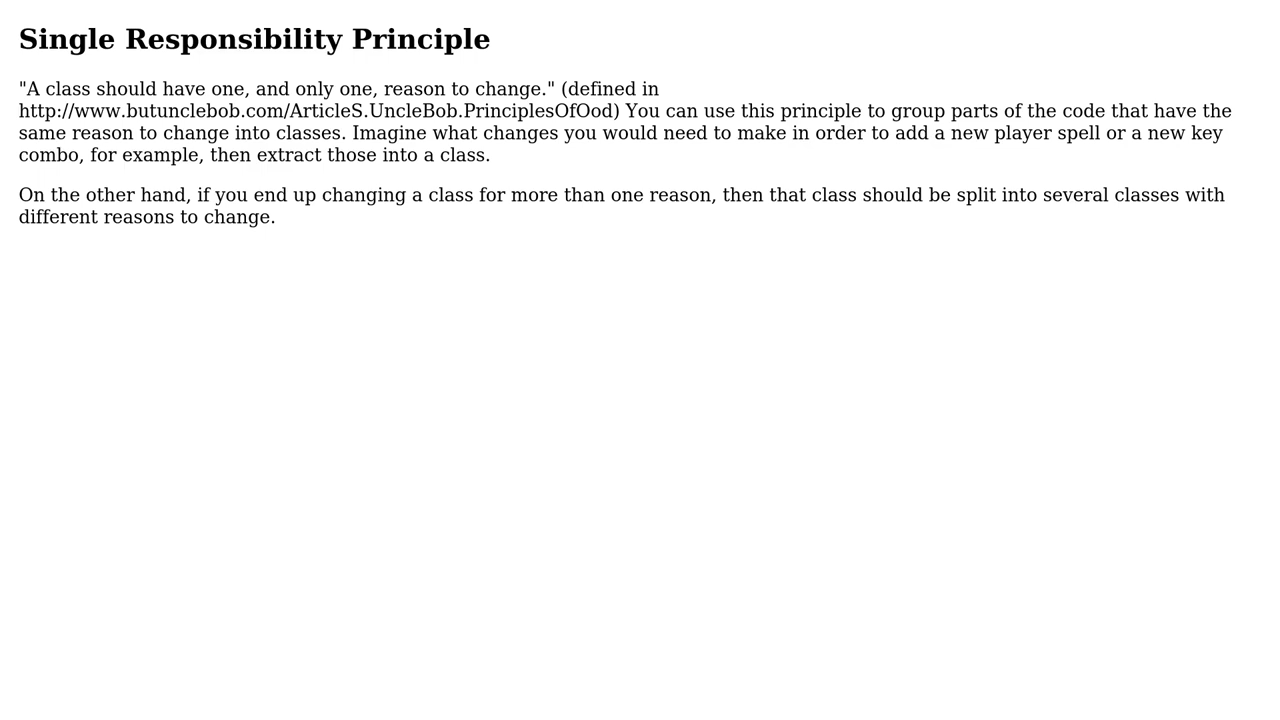 Single Responsibility Principle
"A class should have one, and only one, reason to change." (defined in
http://www.butunclebob.com/ArticleS.UncleBob.PrinciplesOfOod) You can use this principle to group parts of the code that have the
same reason to change into classes. Imagine what changes you would need to make in order to add a new player spell or a new key
combo, for example, then extract those into a class.
On the other hand, if you end up changing a class for more than one reason, then that class should be split into several classes with
different reasons to change.